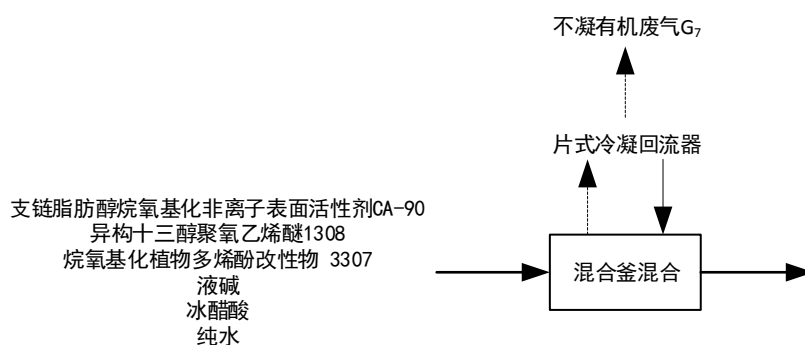 不凝有机废气G₇
片式冷凝回流器
支链脂肪醇烷氧基化非离子表面活性剂CA-90
异构十三醇聚氧乙烯醚1308
烷氧基化植物多烯酚改性物 3307
液碱
冰醋酸
纯水
混合釜混合